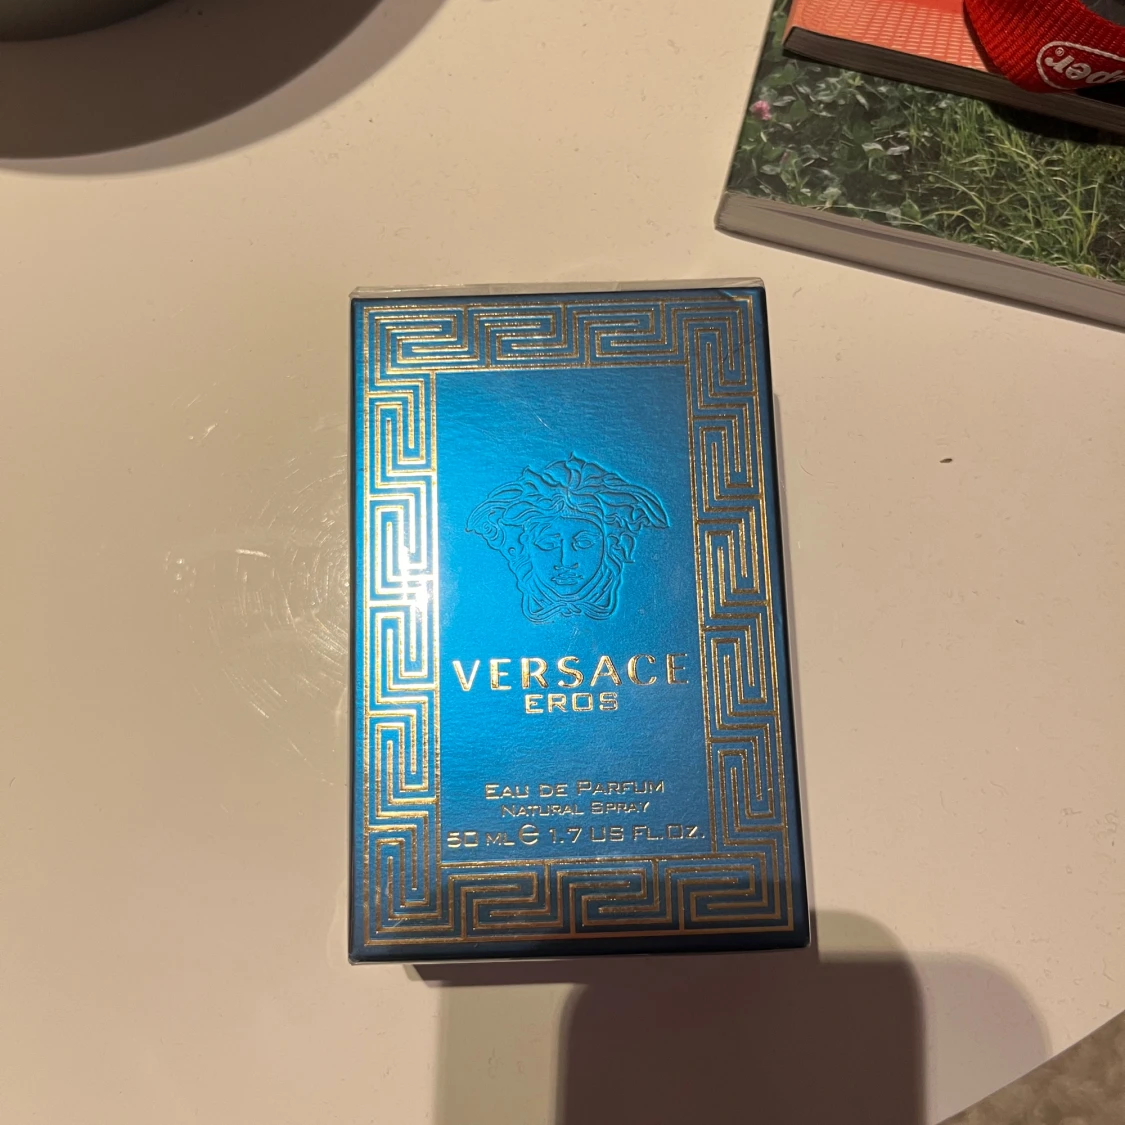 VERSACE
EROS
EAU DE PARFUM
NATURAL SPRAY
50 ML ℮ 1.7 US FL.OZ.